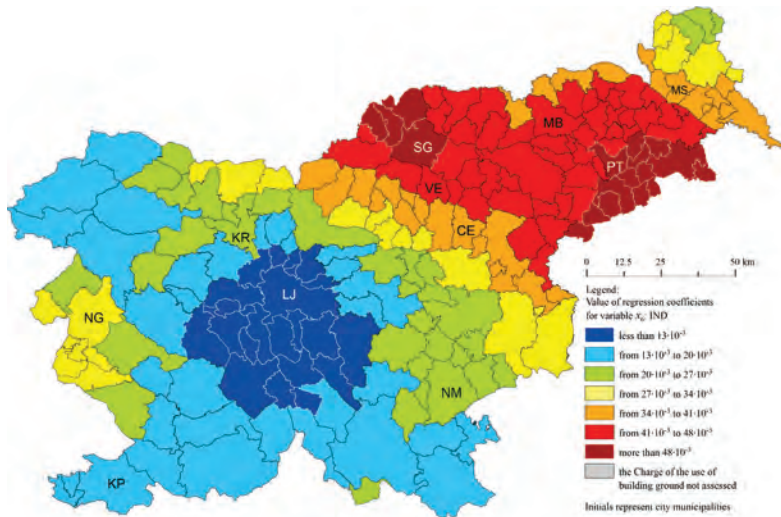 MS
MB
SG
PT
VE
CE
KR
LJ
NG
NM
KP
0 12.5 25 50 km
Legend:
Value of regression coefficients
for variable x₆: IND
less than 13·10⁻³
from 13·10⁻³ to 20·10⁻³
from 20·10⁻³ to 27·10⁻³
from 27·10⁻³ to 34·10⁻³
from 34·10⁻³ to 41·10⁻³
from 41·10⁻³ to 48·10⁻³
more than 48·10⁻³
the Charge of the use of
building ground not assessed
Initials represent city municipalities